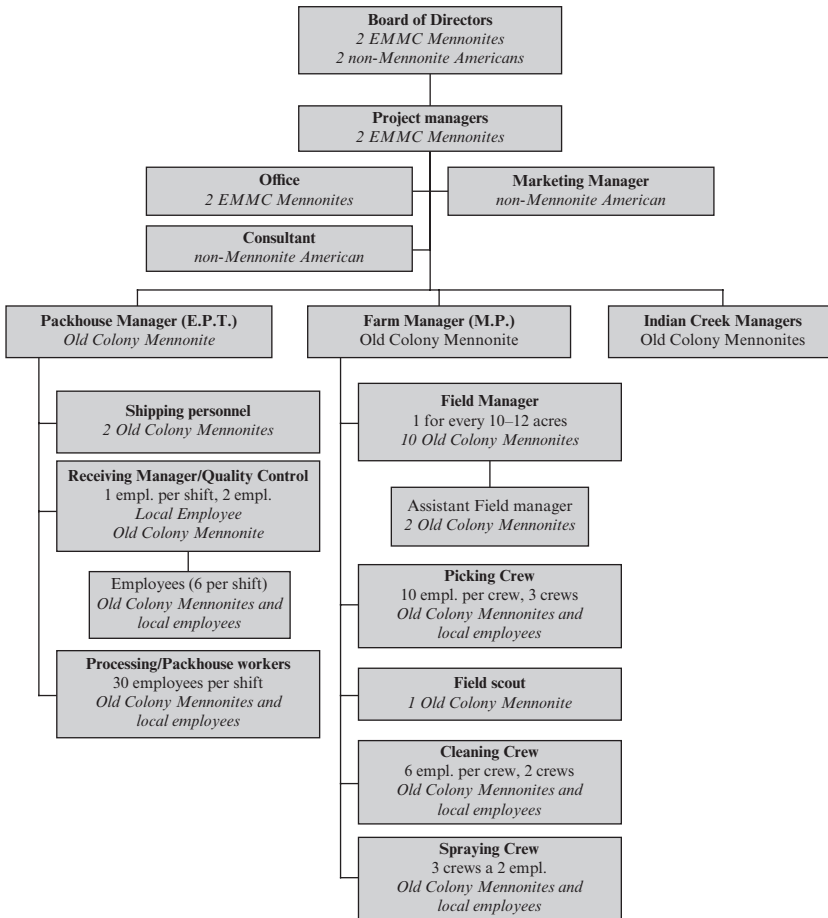 Board of Directors
2 EMMC Mennonites
2 non-Mennonite Americans
Project managers
2 EMMC Mennonites
Office
2 EMMC Mennonites
Marketing Manager
non-Mennonite American
Consultant
non-Mennonite American
Packhouse Manager (E.P.T.)
Old Colony Mennonite
Farm Manager (M.P.)
Old Colony Mennonite
Indian Creek Managers
Old Colony Mennonites
Shipping personnel
2 Old Colony Mennonites
Receiving Manager/Quality Control
1 empl. per shift, 2 empl.
Local Employee
Old Colony Mennonite
Employees (6 per shift)
Old Colony Mennonites and
local employees
Processing/Packhouse workers
30 employees per shift
Old Colony Mennonites and
local employees
Field Manager
1 for every 10–12 acres
10 Old Colony Mennonites
Assistant Field manager
2 Old Colony Mennonites
Picking Crew
10 empl. per crew, 3 crews
Old Colony Mennonites and
local employees
Field scout
1 Old Colony Mennonite
Cleaning Crew
6 empl. per crew, 2 crews
Old Colony Mennonites and
local employees
Spraying Crew
3 crews a 2 empl.
Old Colony Mennonites and
local employees